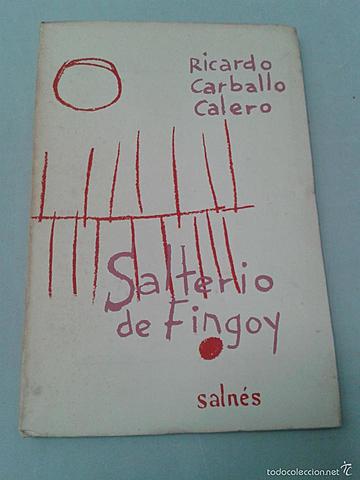 Ricardo
Carballo
Calero
Salterio
de Fingoy
salnés
todocoleccion.net